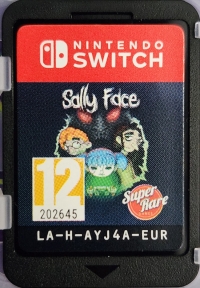 NINTENDO
SWITCH
Sally Face
12
202645
Super
Rare
LA-H-AYJ4A-EUR